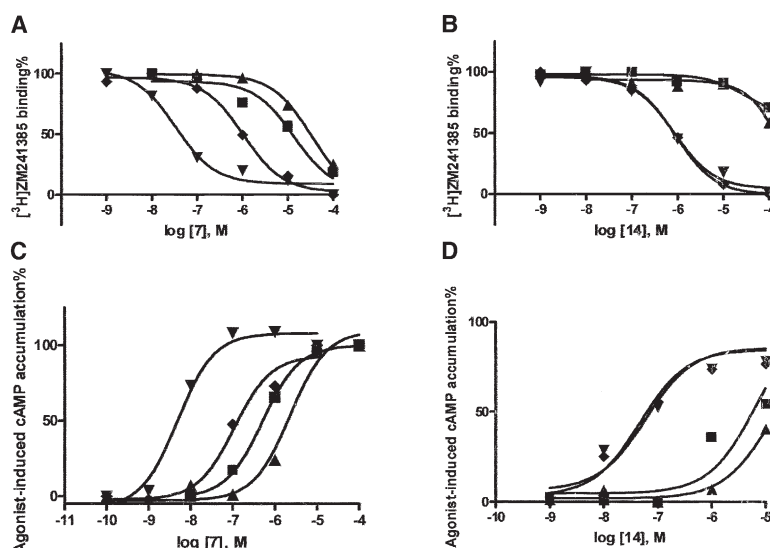 A
[³H]ZM241385 binding%
100
50
0
-9 -8 -7 -6 -5 -4
log [7], M
B
[³H]ZM241385 binding%
100
50
0
-9 -8 -7 -6 -5 -4
log [14], M
C
Agonist-induced cAMP accumulation%
100
50
0
-11 -10 -9 -8 -7 -6 -5 -4
log [7], M
D
Agonist-induced cAMP accumulation%
100
50
0
-10 -9 -8 -7 -6 -5
log [14], M